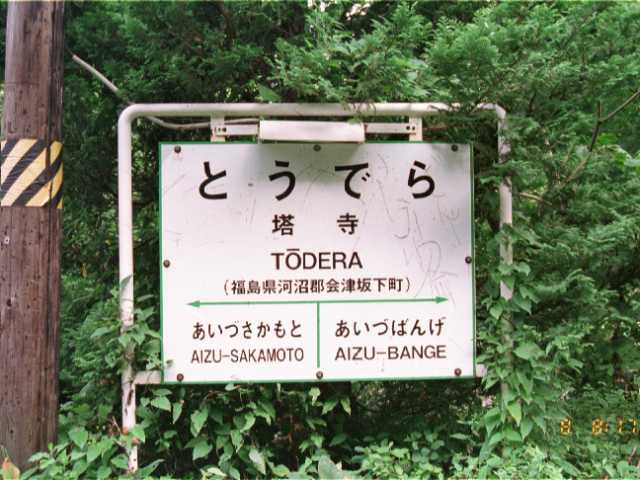 とうでら
塔寺
TŌDERA
(福島県河沼郡会津坂下町)
あいづさかもと
AIZU-SAKAMOTO
あいづばんげ
AIZU-BANGE